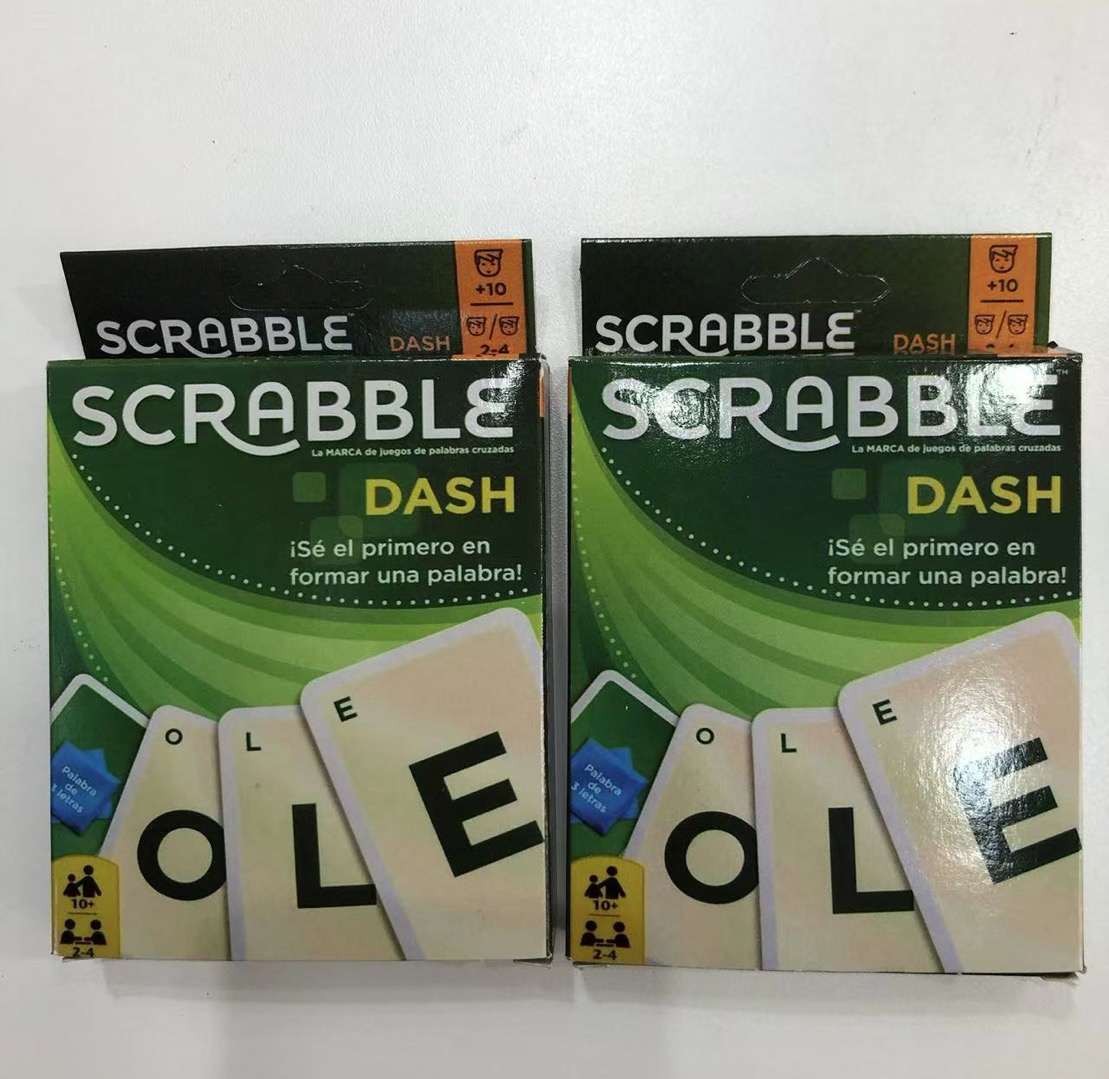 +10
SCRABBLE™
DASH
2-4
SCRABBLE
La MARCA de juegos de palabras cruzadas
DASH
¡Sé el primero en
formar una palabra!
E
O
L
Palabra
de
3 letras
O
L
E
10+
2-4
+10
SCRABBLE
DASH
SCRABBLE™
La MARCA de juegos de palabras cruzadas
DASH
¡Sé el primero en
formar una palabra!
E
O
L
Palabra
de
3 letras
O
L
E
10+
2-4